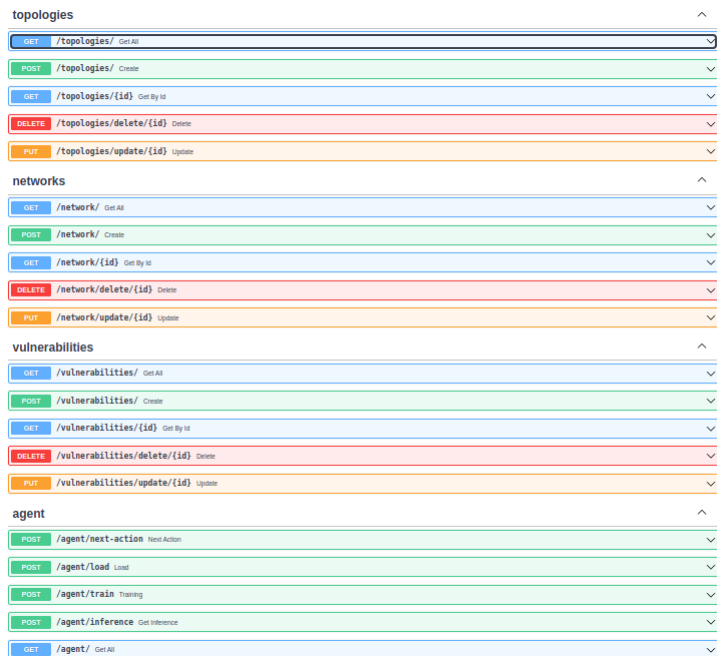 topologies
GET /topologies/ Get All
POST /topologies/ Create
GET /topologies/{id} Get By Id
DELETE /topologies/delete/{id} Delete
PUT /topologies/update/{id} Update
networks
GET /network/ Get All
POST /network/ Create
GET /network/{id} Get By Id
DELETE /network/delete/{id} Delete
PUT /network/update/{id} Update
vulnerabilities
GET /vulnerabilities/ Get All
POST /vulnerabilities/ Create
GET /vulnerabilities/{id} Get By Id
DELETE /vulnerabilities/delete/{id} Delete
PUT /vulnerabilities/update/{id} Update
agent
POST /agent/next-action Next Action
POST /agent/load Load
POST /agent/train Training
POST /agent/inference Get Inference
GET /agent/ Get All